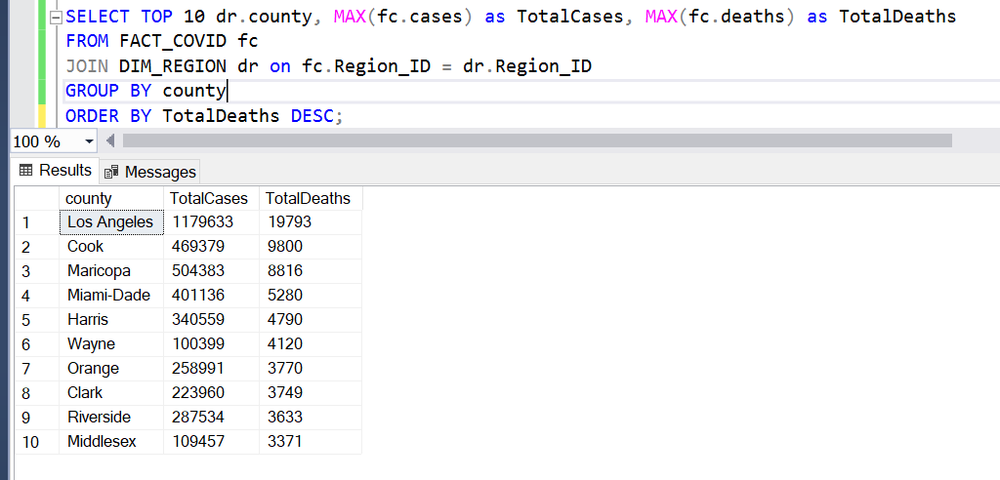 SELECT TOP 10 dr.county, MAX(fc.cases) as TotalCases, MAX(fc.deaths) as TotalDeaths
FROM FACT_COVID fc
JOIN DIM_REGION dr on fc.Region_ID = dr.Region_ID
GROUP BY county
ORDER BY TotalDeaths DESC;
100 %
Results Messages
county TotalCases TotalDeaths
1 Los Angeles 1179633 19793
2 Cook 469379 9800
3 Maricopa 504383 8816
4 Miami-Dade 401136 5280
5 Harris 340559 4790
6 Wayne 100399 4120
7 Orange 258991 3770
8 Clark 223960 3749
9 Riverside 287534 3633
10 Middlesex 109457 3371